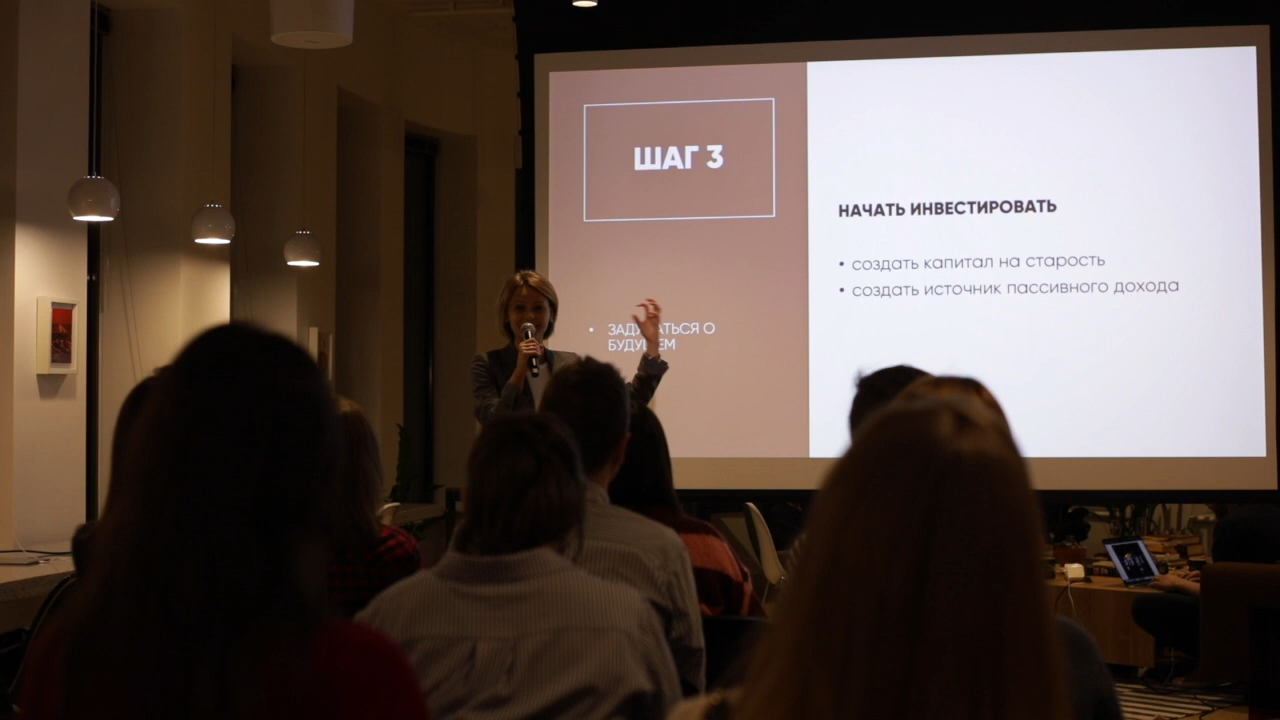 ШАГ 3
НАЧАТЬ ИНВЕСТИРОВАТЬ
• создать капитал на старость
• создать источник пассивного дохода
• О